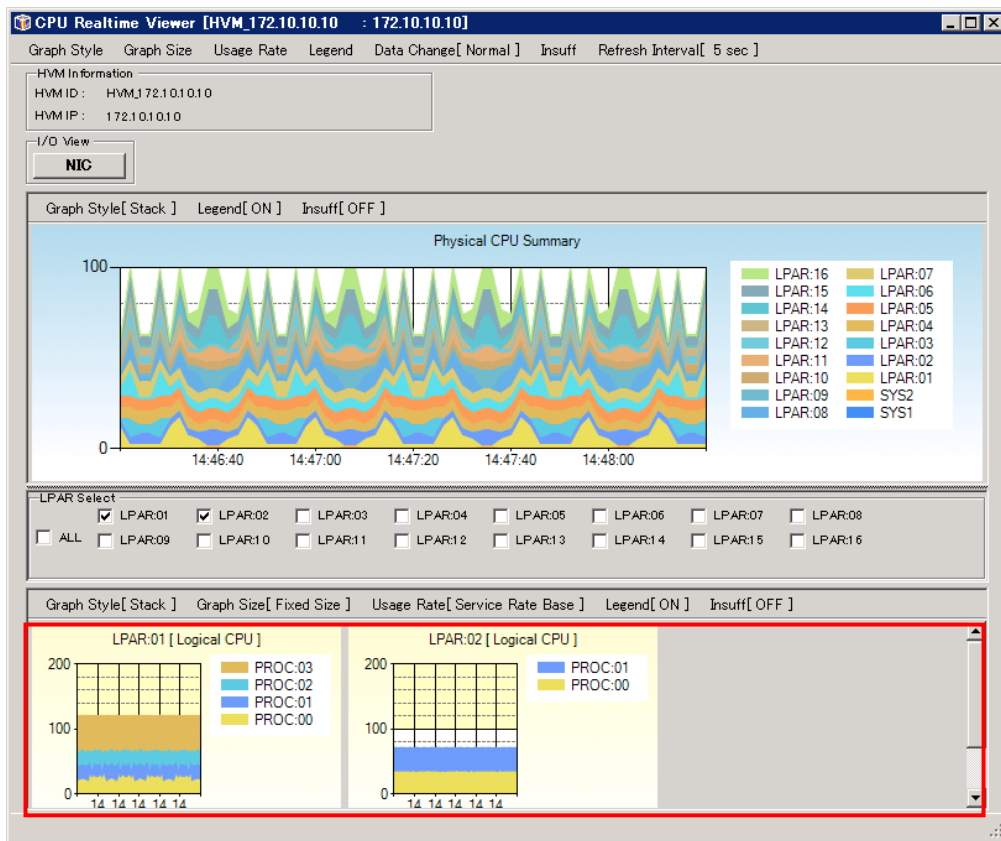 CPU Realtime Viewer [HVM_172.10.10.10 : 172.10.10.10]
Graph Style Graph Size Usage Rate Legend Data Change[ Normal ] Insuff Refresh Interval[ 5 sec ]
HVM Information
HVM ID : HVM_172.10.10.10
HVM IP : 172.10.10.10
I/O View
NIC
Graph Style[ Stack ] Legend[ ON ] Insuff[ OFF ]
Physical CPU Summary
100
0
14:46:40 14:47:00 14:47:20 14:47:40 14:48:00
LPAR:16 LPAR:07
LPAR:15 LPAR:06
LPAR:14 LPAR:05
LPAR:13 LPAR:04
LPAR:12 LPAR:03
LPAR:11 LPAR:02
LPAR:10 LPAR:01
LPAR:09 SYS2
LPAR:08 SYS1
LPAR Select
LPAR:01 LPAR:02 LPAR:03 LPAR:04 LPAR:05 LPAR:06 LPAR:07 LPAR:08
ALL LPAR:09 LPAR:10 LPAR:11 LPAR:12 LPAR:13 LPAR:14 LPAR:15 LPAR:16
Graph Style[ Stack ] Graph Size[ Fixed Size ] Usage Rate[ Service Rate Base ] Legend[ ON ] Insuff[ OFF ]
LPAR:01 [ Logical CPU ]
200
100
0
14 14 14 14 14
PROC:03
PROC:02
PROC:01
PROC:00
LPAR:02 [ Logical CPU ]
200
100
0
14 14 14 14 14
PROC:01
PROC:00